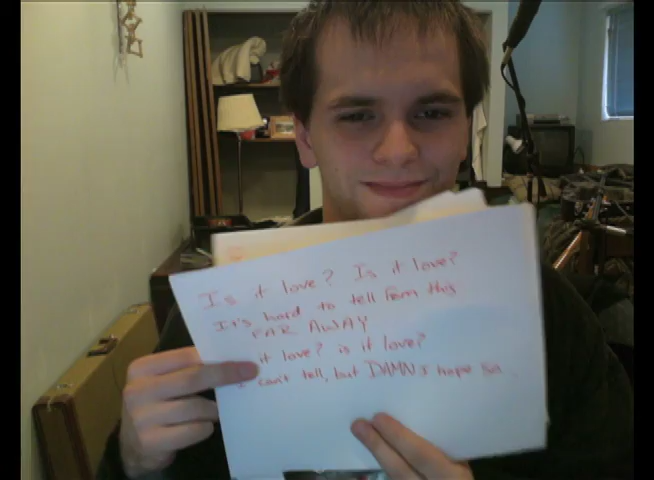 Is it love? Is it love?
It's hard to tell from this
FAR AWAY
it love? is it love?
can't tell, but DAMN I hope so.